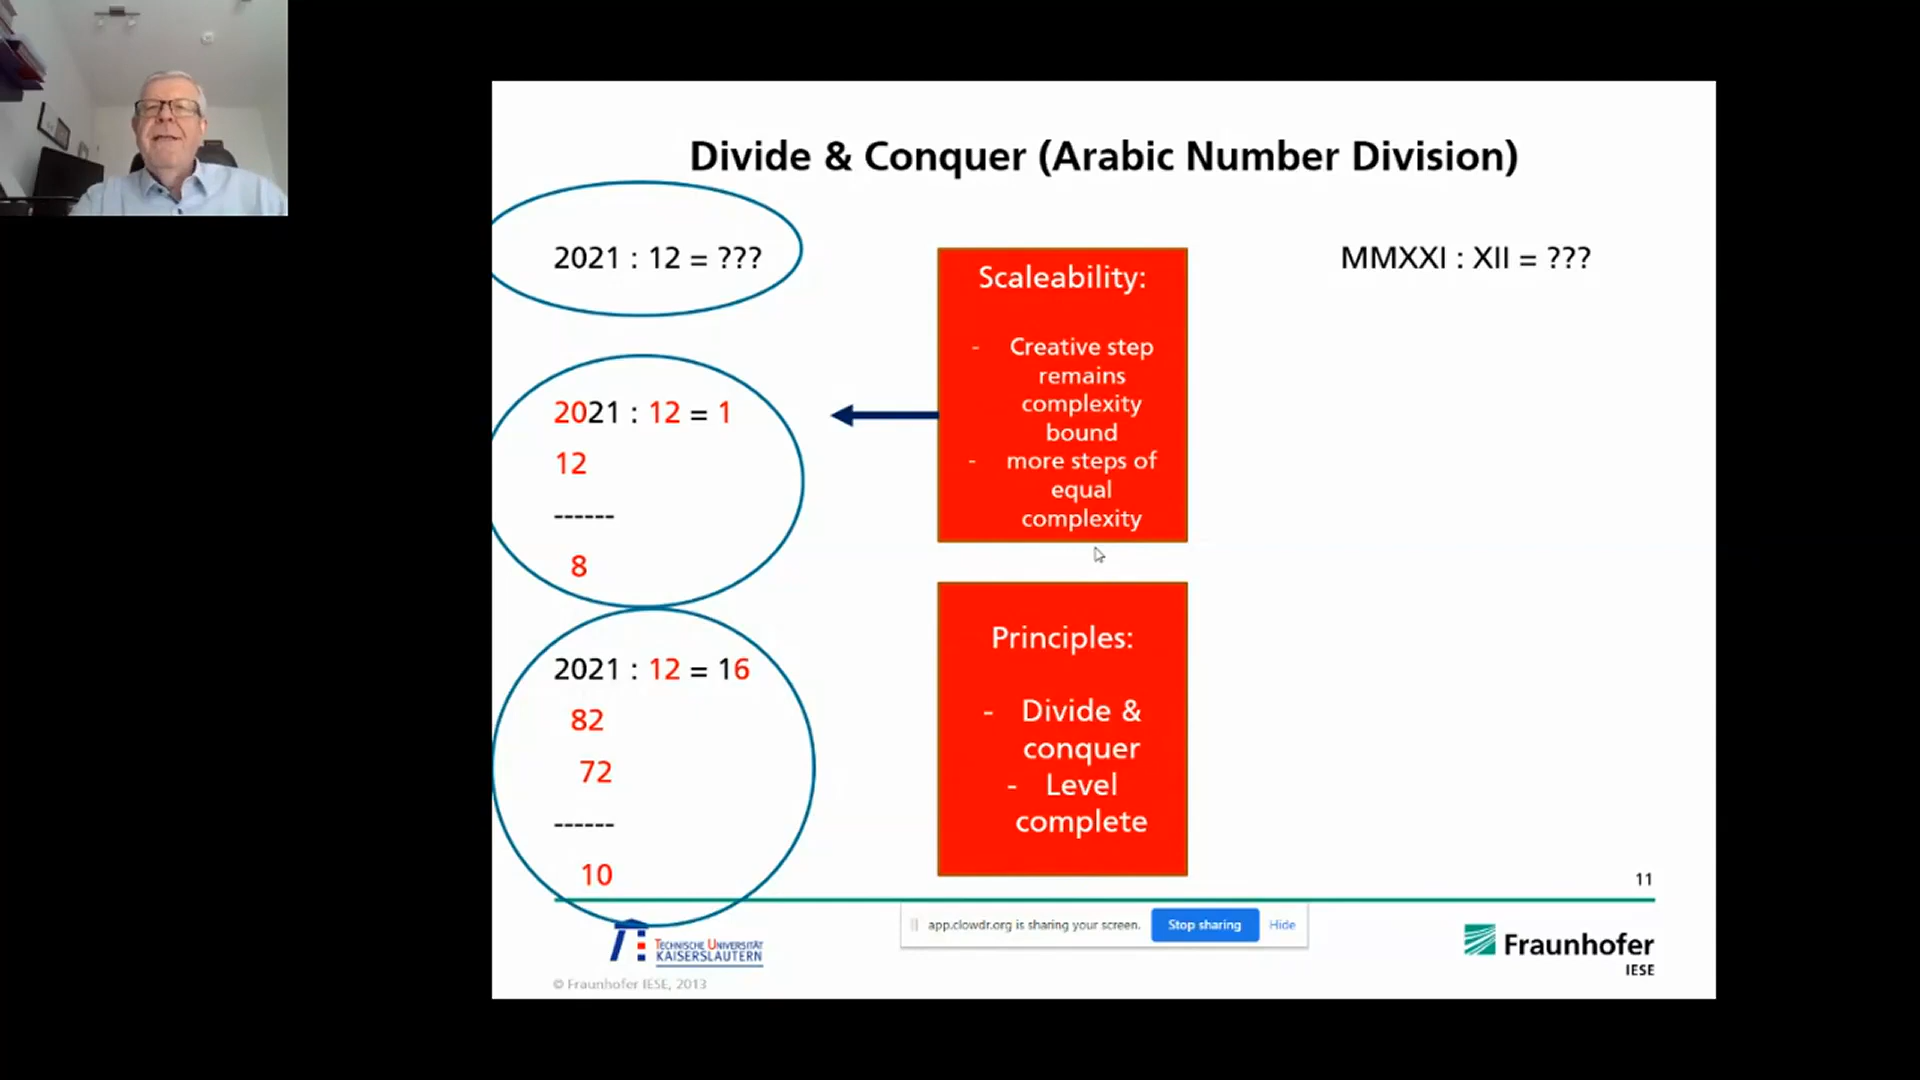 Divide & Conquer (Arabic Number Division)
2021 : 12 = ???
2021 : 12 = 1
12
------
8
2021 : 12 = 16
82
72
------
10
Scaleability:
- Creative step
remains
complexity
bound
- more steps of
equal
complexity
Principles:
- Divide &
conquer
- Level
complete
MMXXI : XII = ???
11
TECHNISCHE UNIVERSITÄT
KAISERSLAUTERN
© Fraunhofer IESE, 2013
app.clowdr.org is sharing your screen.
Stop sharing
Hide
Fraunhofer
IESE